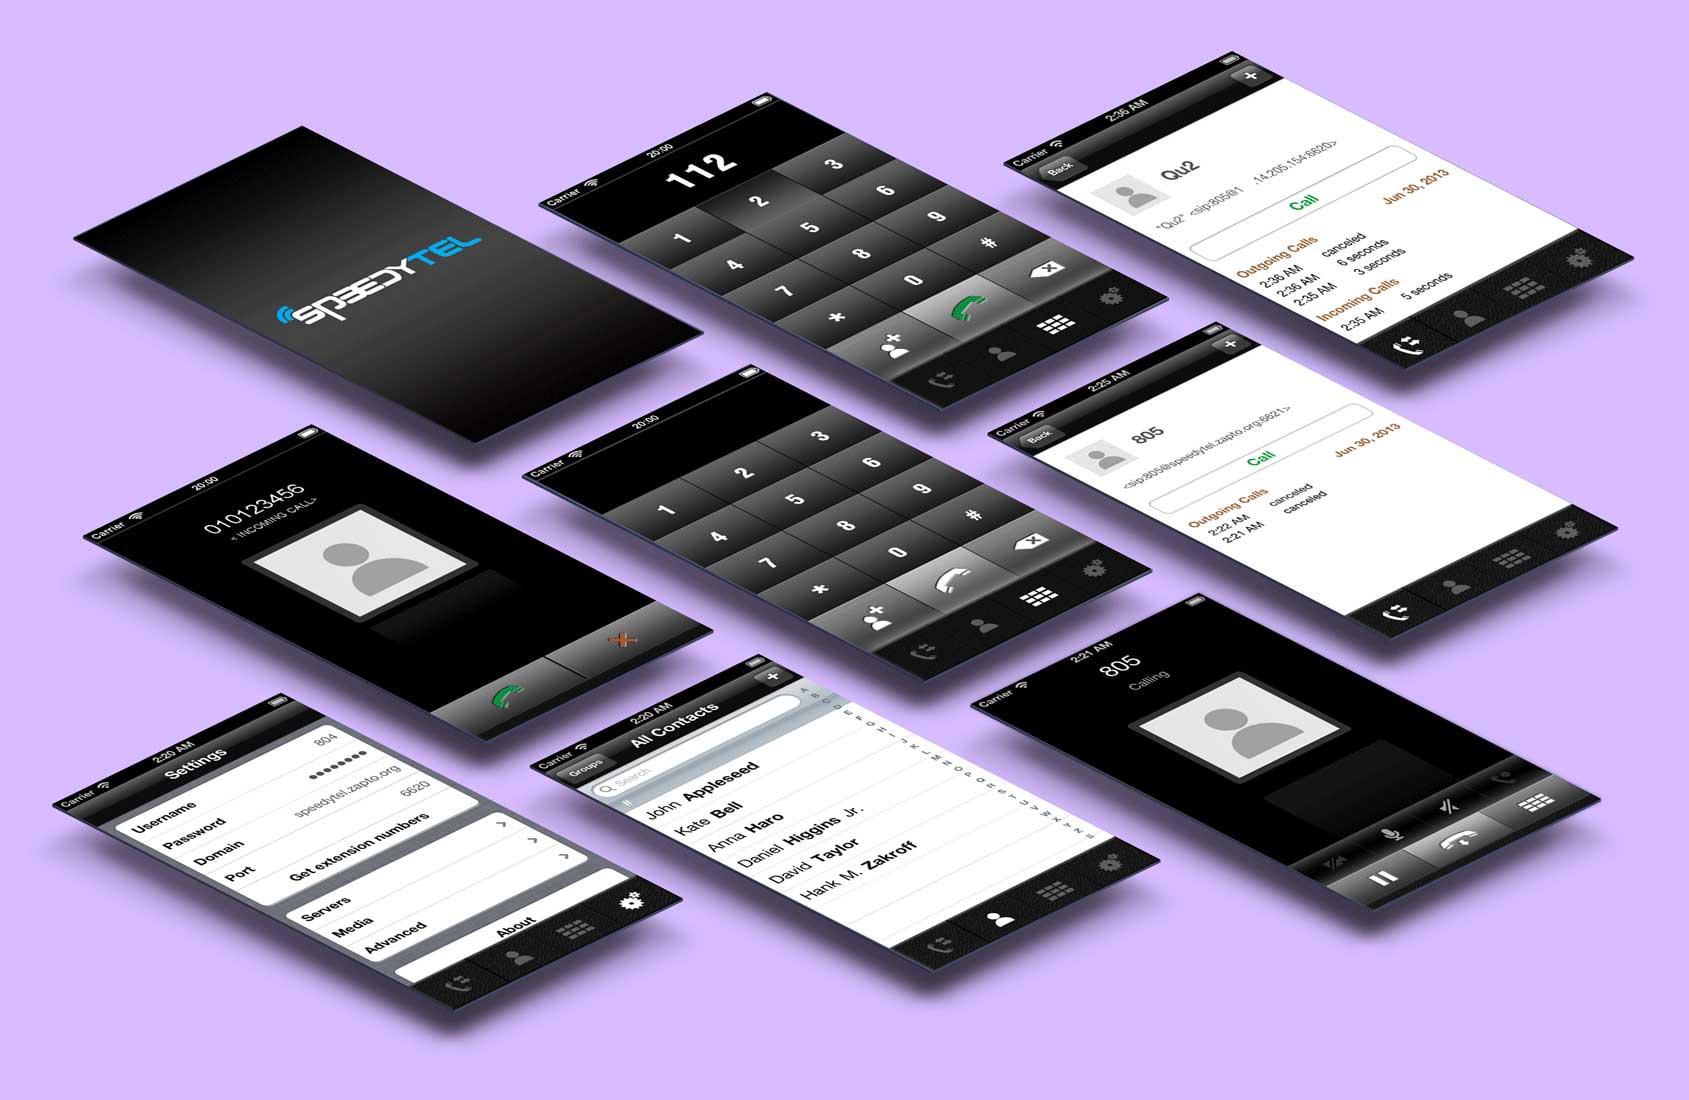 SPEEDYTEL
Carrier 20:00
112
1 2 3
4 5 6
7 8 9
* 0 #
Carrier 2:36 AM
Back +
Qu2
"Qu2" <sip:805@1 .14.205.154:6620>
Call
Outgoing Calls Jun 30, 2013
2:36 AM canceled
2:36 AM 6 seconds
2:35 AM 3 seconds
Incoming Calls
2:35 AM 5 seconds
Carrier 20:00
010123456
< INCOMING CALL>
Carrier 20:00
1 2 3
4 5 6
7 8 9
* 0 #
Carrier 2:25 AM
Back +
805
<sip:805@speedytel.zapto.org:6621>
Call
Outgoing Calls Jun 30, 2013
2:22 AM canceled
2:21 AM canceled
Carrier 2:20 AM
Settings
Username 804
Password ●●●●●●●●
Domain speedytel.zapto.org
Port 6620
Get extension numbers
Servers
Media
Advanced
About
Carrier 2:20 AM
Groups All Contacts +
Search
#
John Appleseed
Kate Bell
Anna Haro
Daniel Higgins Jr.
David Taylor
Hank M. Zakroff
A
B
C
D
E
F
G
H
I
J
K
L
M
N
O
P
Q
R
S
T
U
V
W
X
Y
Z
#
Carrier 2:21 AM
805
Calling